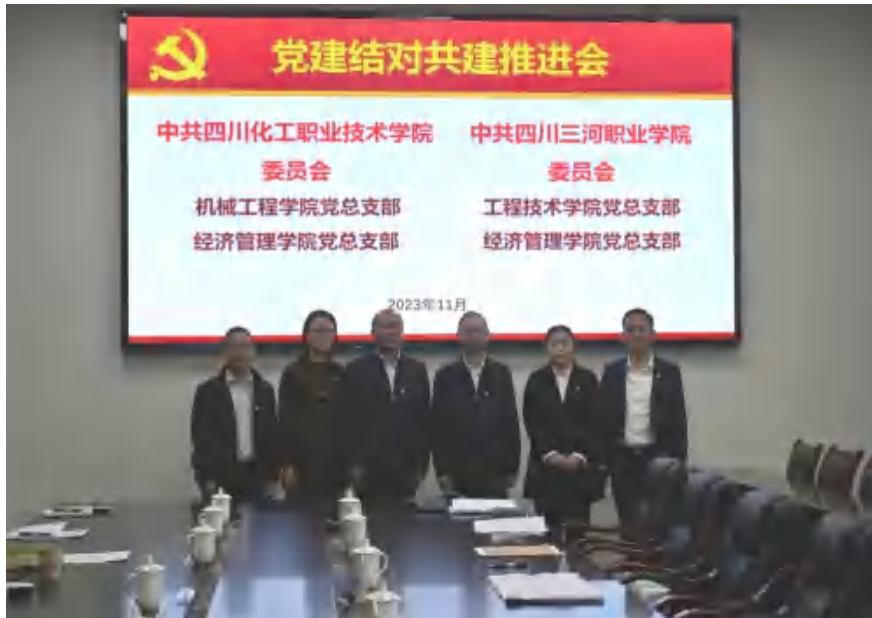 党建结对共建推进会
中共四川化工职业技术学院
委员会
机械工程学院党总支部
经济管理学院党总支部
中共四川三河职业学院
委员会
工程技术学院党总支部
经济管理学院党总支部
2023年11月